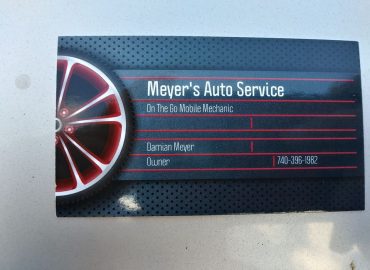 Meyer's Auto Service
On The Go Mobile Mechanic
Damian Meyer
Owner
740-396-1982